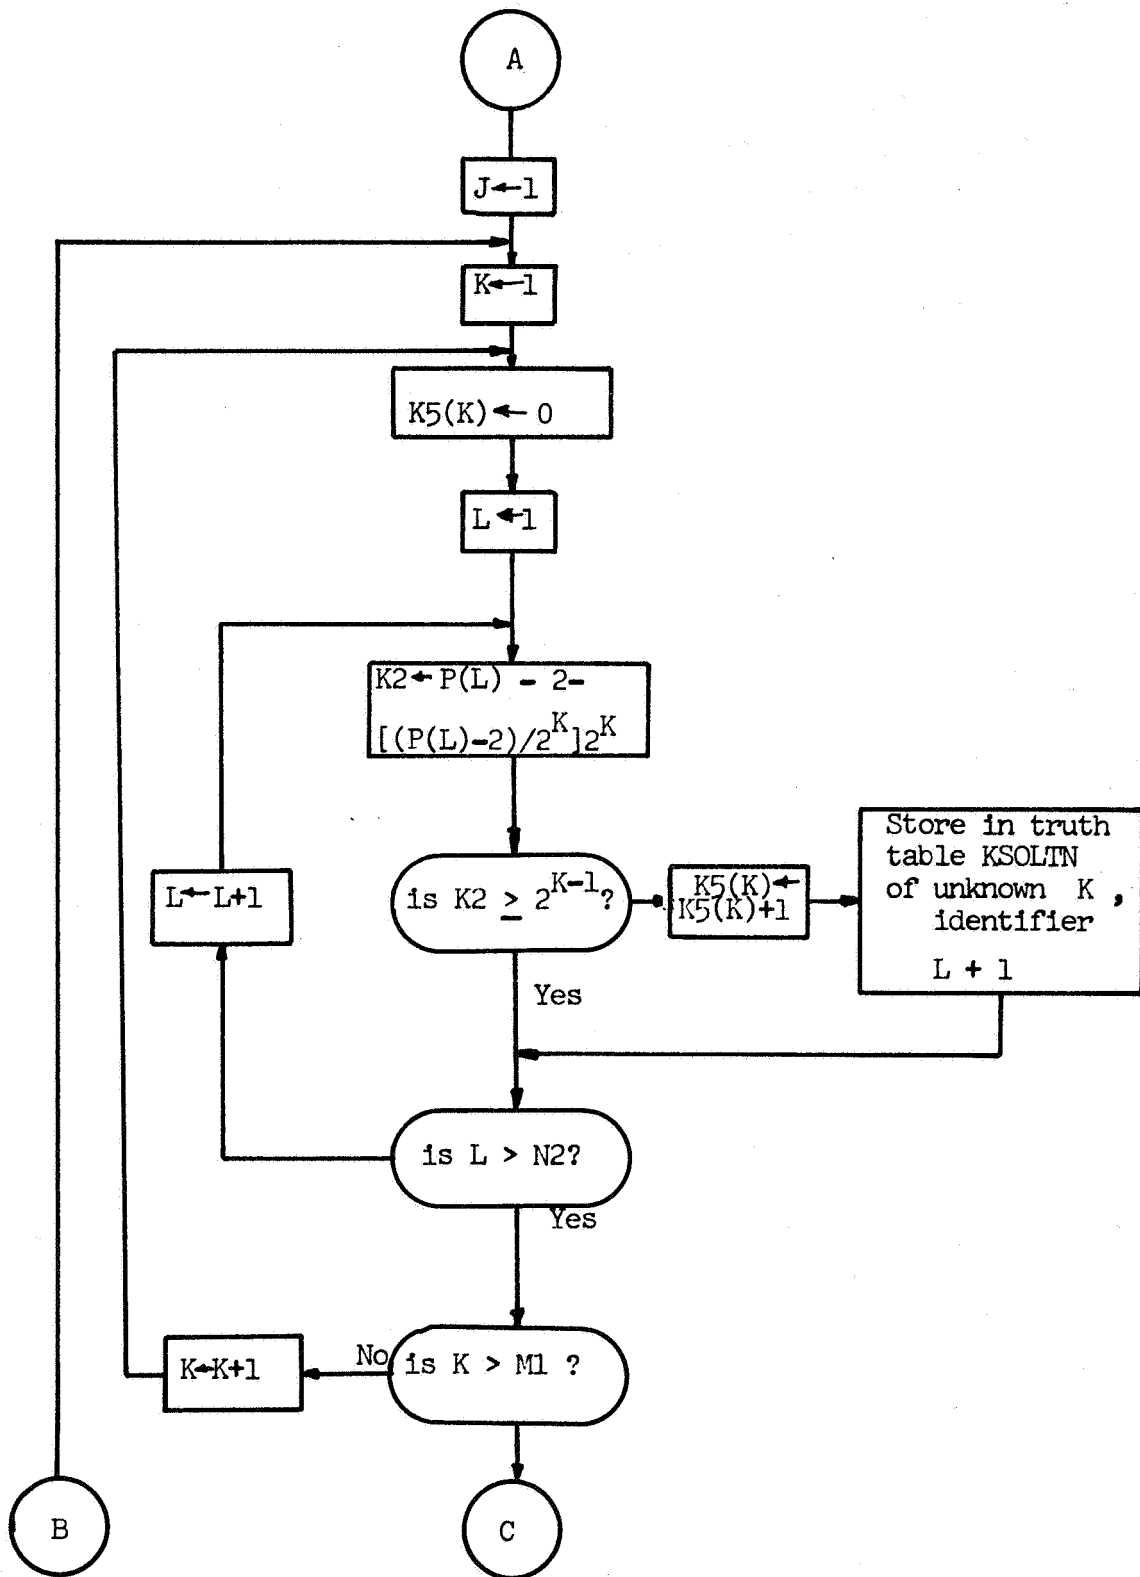 A
J←1
K←1
K5(K)← 0
L ←1
K2← P(L) - 2-
[(P(L)-2)/2^K]2^K
L←L+1
is K2 ≥ 2^K-1?
K5(K)←
K5(K)+1
Store in truth
table KSOLTN
of unknown K ,
identifier
L + 1
Yes
is L > N2?
Yes
K←K+1
No
is K > M1 ?
B
C